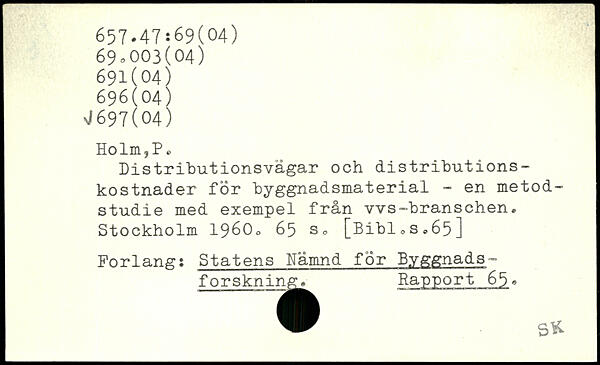 657.47:69(04)
69.003(04)
691(04)
696(04)
√697(04)
Holm,P.
Distributionsvägar och distributions-
kostnader för byggnadsmaterial - en metod-
studie med exempel från vvs-branschen.
Stockholm 1960. 65 s. [Bibl.s.65]
Forlang: Statens Nämnd för Byggnads-
forskning. Rapport 65.
SK